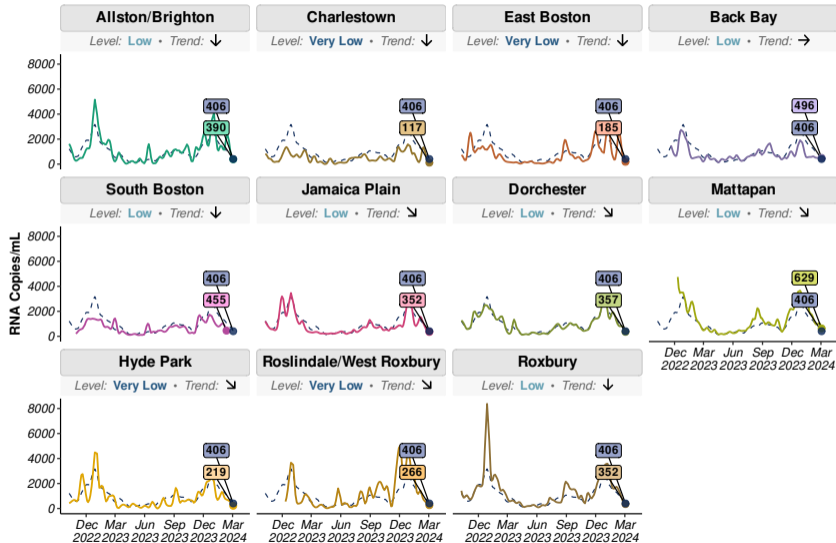 Allston/Brighton Charlestown East Boston Back Bay
Level: Low • Trend: ↓ Level: Very Low • Trend: ↓ Level: Very Low • Trend: ↓ Level: Low • Trend: →
8000
6000
4000
2000
0
406 406 406 496
390 117 185 406
South Boston Jamaica Plain Dorchester Mattapan
Level: Low • Trend: ↓ Level: Low • Trend: ↘ Level: Low • Trend: ↘ Level: Low • Trend: ↘
RNA Copies/mL
8000
6000
4000
2000
0
406 406 406 629
455 352 357 406
Dec 2022 Mar 2023 Jun 2023 Sep 2023 Dec 2023 Mar 2024
Hyde Park Roslindale/West Roxbury Roxbury
Level: Very Low • Trend: ↘ Level: Very Low • Trend: ↘ Level: Low • Trend: ↓
8000
6000
4000
2000
0
406 406 406
219 266 352
Dec 2022 Mar 2023 Jun 2023 Sep 2023 Dec 2023 Mar 2024
Dec 2022 Mar 2023 Jun 2023 Sep 2023 Dec 2023 Mar 2024
Dec 2022 Mar 2023 Jun 2023 Sep 2023 Dec 2023 Mar 2024